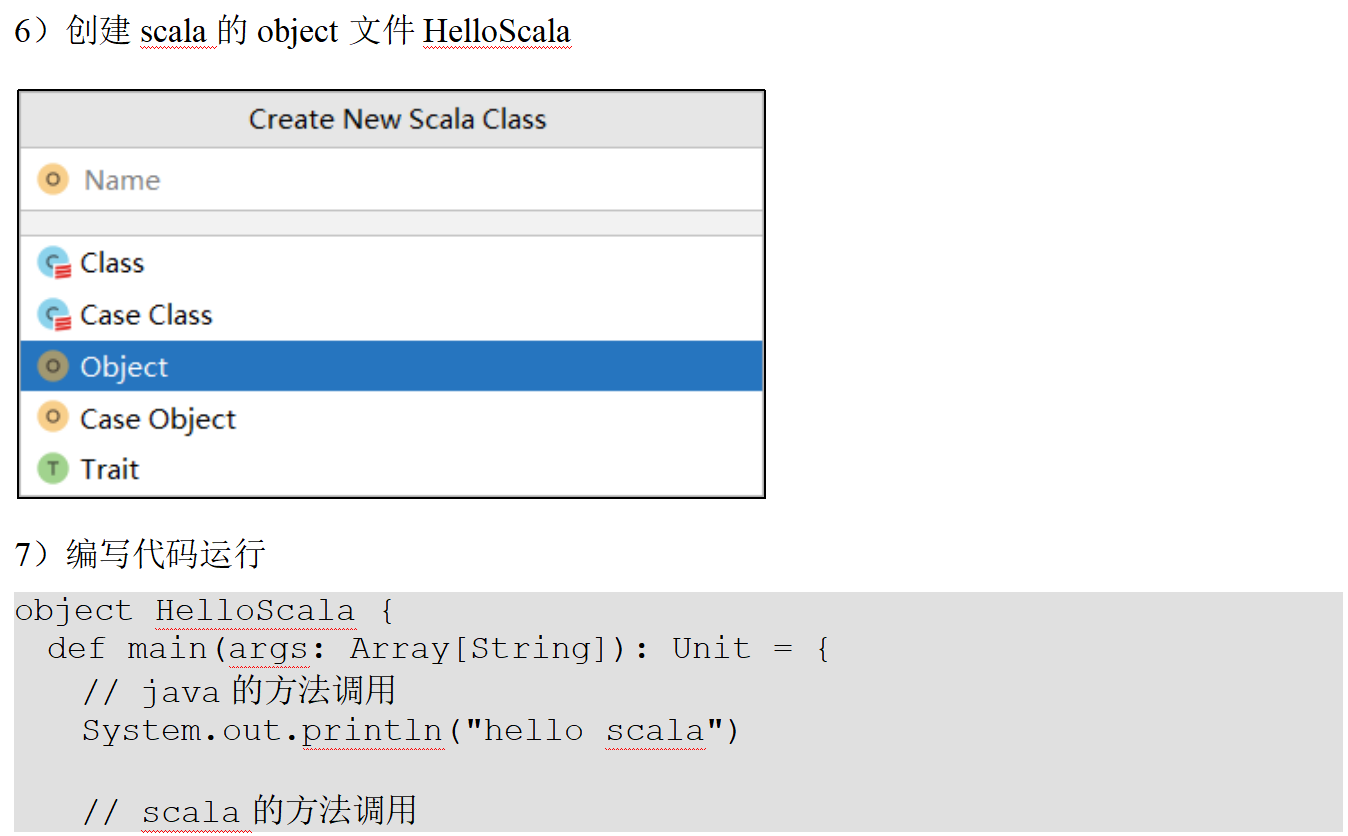 6）创建 scala 的 object 文件 HelloScala
Create New Scala Class
O Name
C Class
C Case Class
O Object
O Case Object
T Trait
7）编写代码运行
object HelloScala {
def main(args: Array[String]): Unit = {
// java 的方法调用
System.out.println("hello scala")
// scala 的方法调用